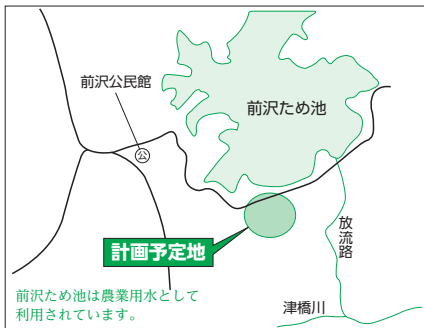 前沢公民館
公
前沢ため池
計画予定地
放流路
津橋川
前沢ため池は農業用水として
利用されています。